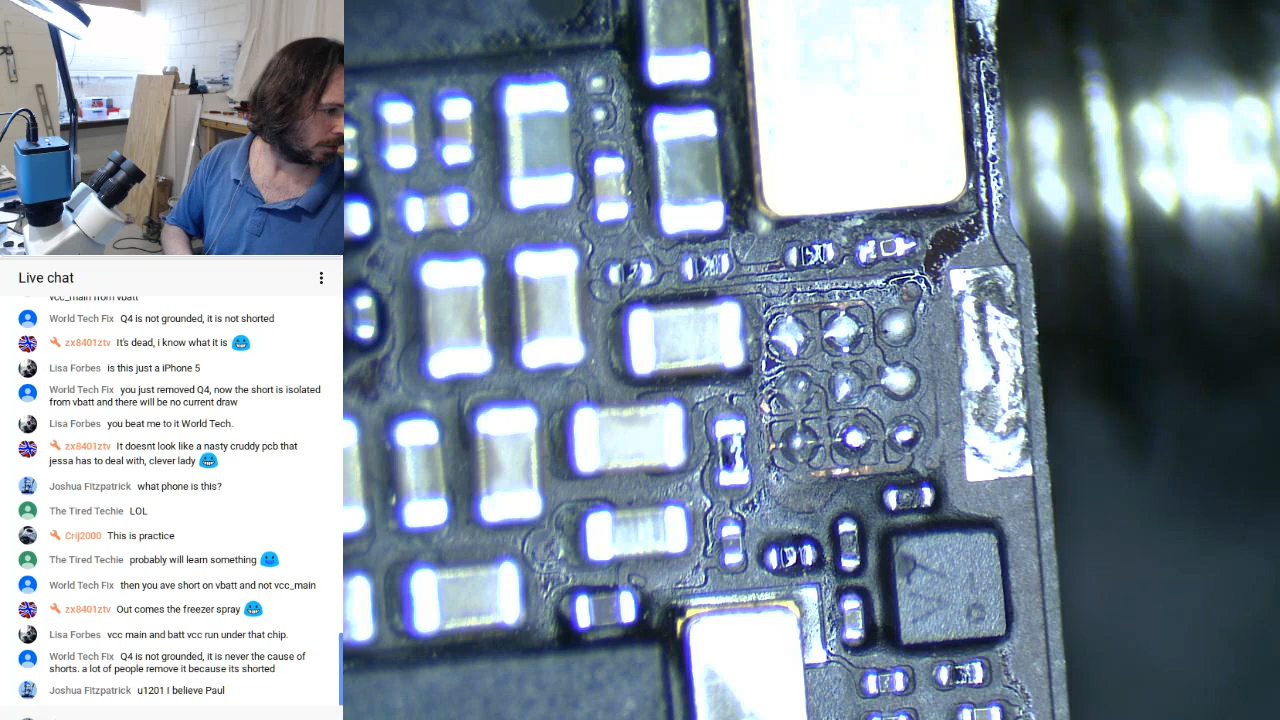 Live chat
vcc_main from vbatt
World Tech Fix Q4 is not grounded, it is not shorted
zx8401ztv It's dead, i know what it is
Lisa Forbes is this just a iPhone 5
World Tech Fix you just removed Q4, now the short is isolated
from vbatt and there will be no current draw
Lisa Forbes you beat me to it World Tech.
zx8401ztv It doesnt look like a nasty cruddy pcb that
jessa has to deal with, clever lady
Joshua Fitzpatrick what phone is this?
The Tired Techie LOL
Crij2000 This is practice
The Tired Techie probably will learn something
World Tech Fix then you ave short on vbatt and not vcc_main
zx8401ztv Out comes the freezer spray
Lisa Forbes vcc main and batt vcc run under that chip.
World Tech Fix Q4 is not grounded, it is never the cause of
shorts. a lot of people remove it because its shorted
Joshua Fitzpatrick u1201 I believe Paul